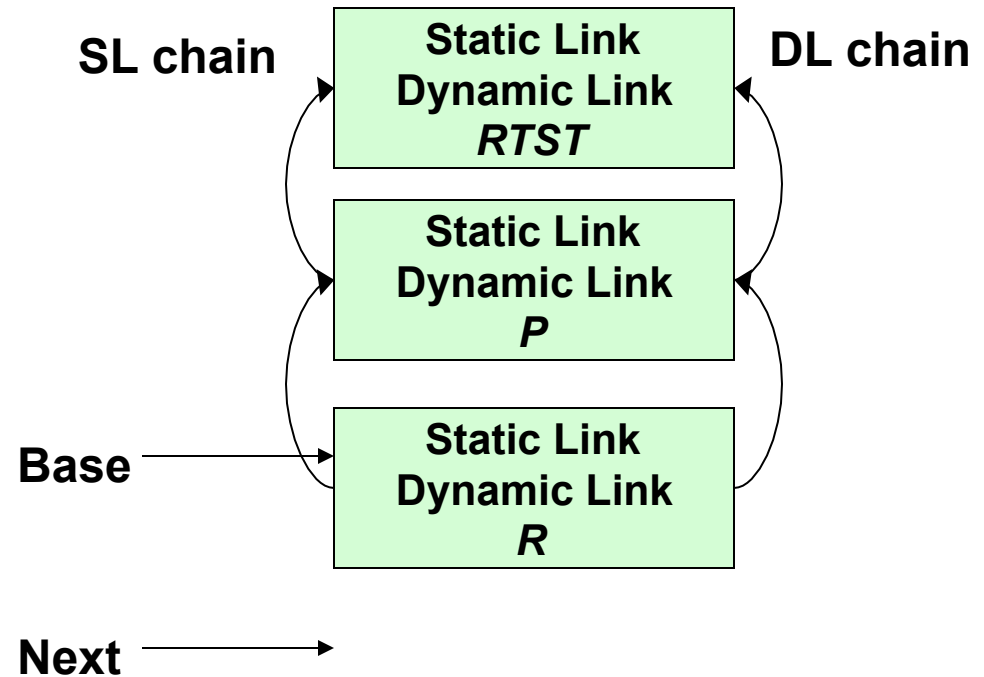 SL chain
DL chain
Static Link
Dynamic Link
RTST
Static Link
Dynamic Link
P
Base
Static Link
Dynamic Link
R
Next